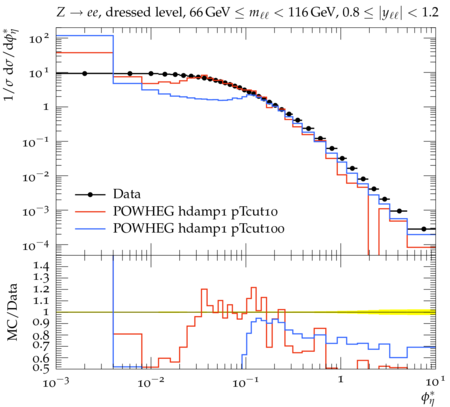 Z → ee, dressed level, 66 GeV ≤ mℓℓ < 116 GeV, 0.8 ≤ |yℓℓ| < 1.2
1/σ dσ/dϕ*η
10²
10¹
1
10⁻¹
10⁻²
10⁻³
10⁻⁴
Data
POWHEG hdamp1 pTcut10
POWHEG hdamp1 pTcut100
MC/Data
1.4
1.3
1.2
1.1
1
0.9
0.8
0.7
0.6
0.5
10⁻³ 10⁻² 10⁻¹ 1 10¹
ϕ*η